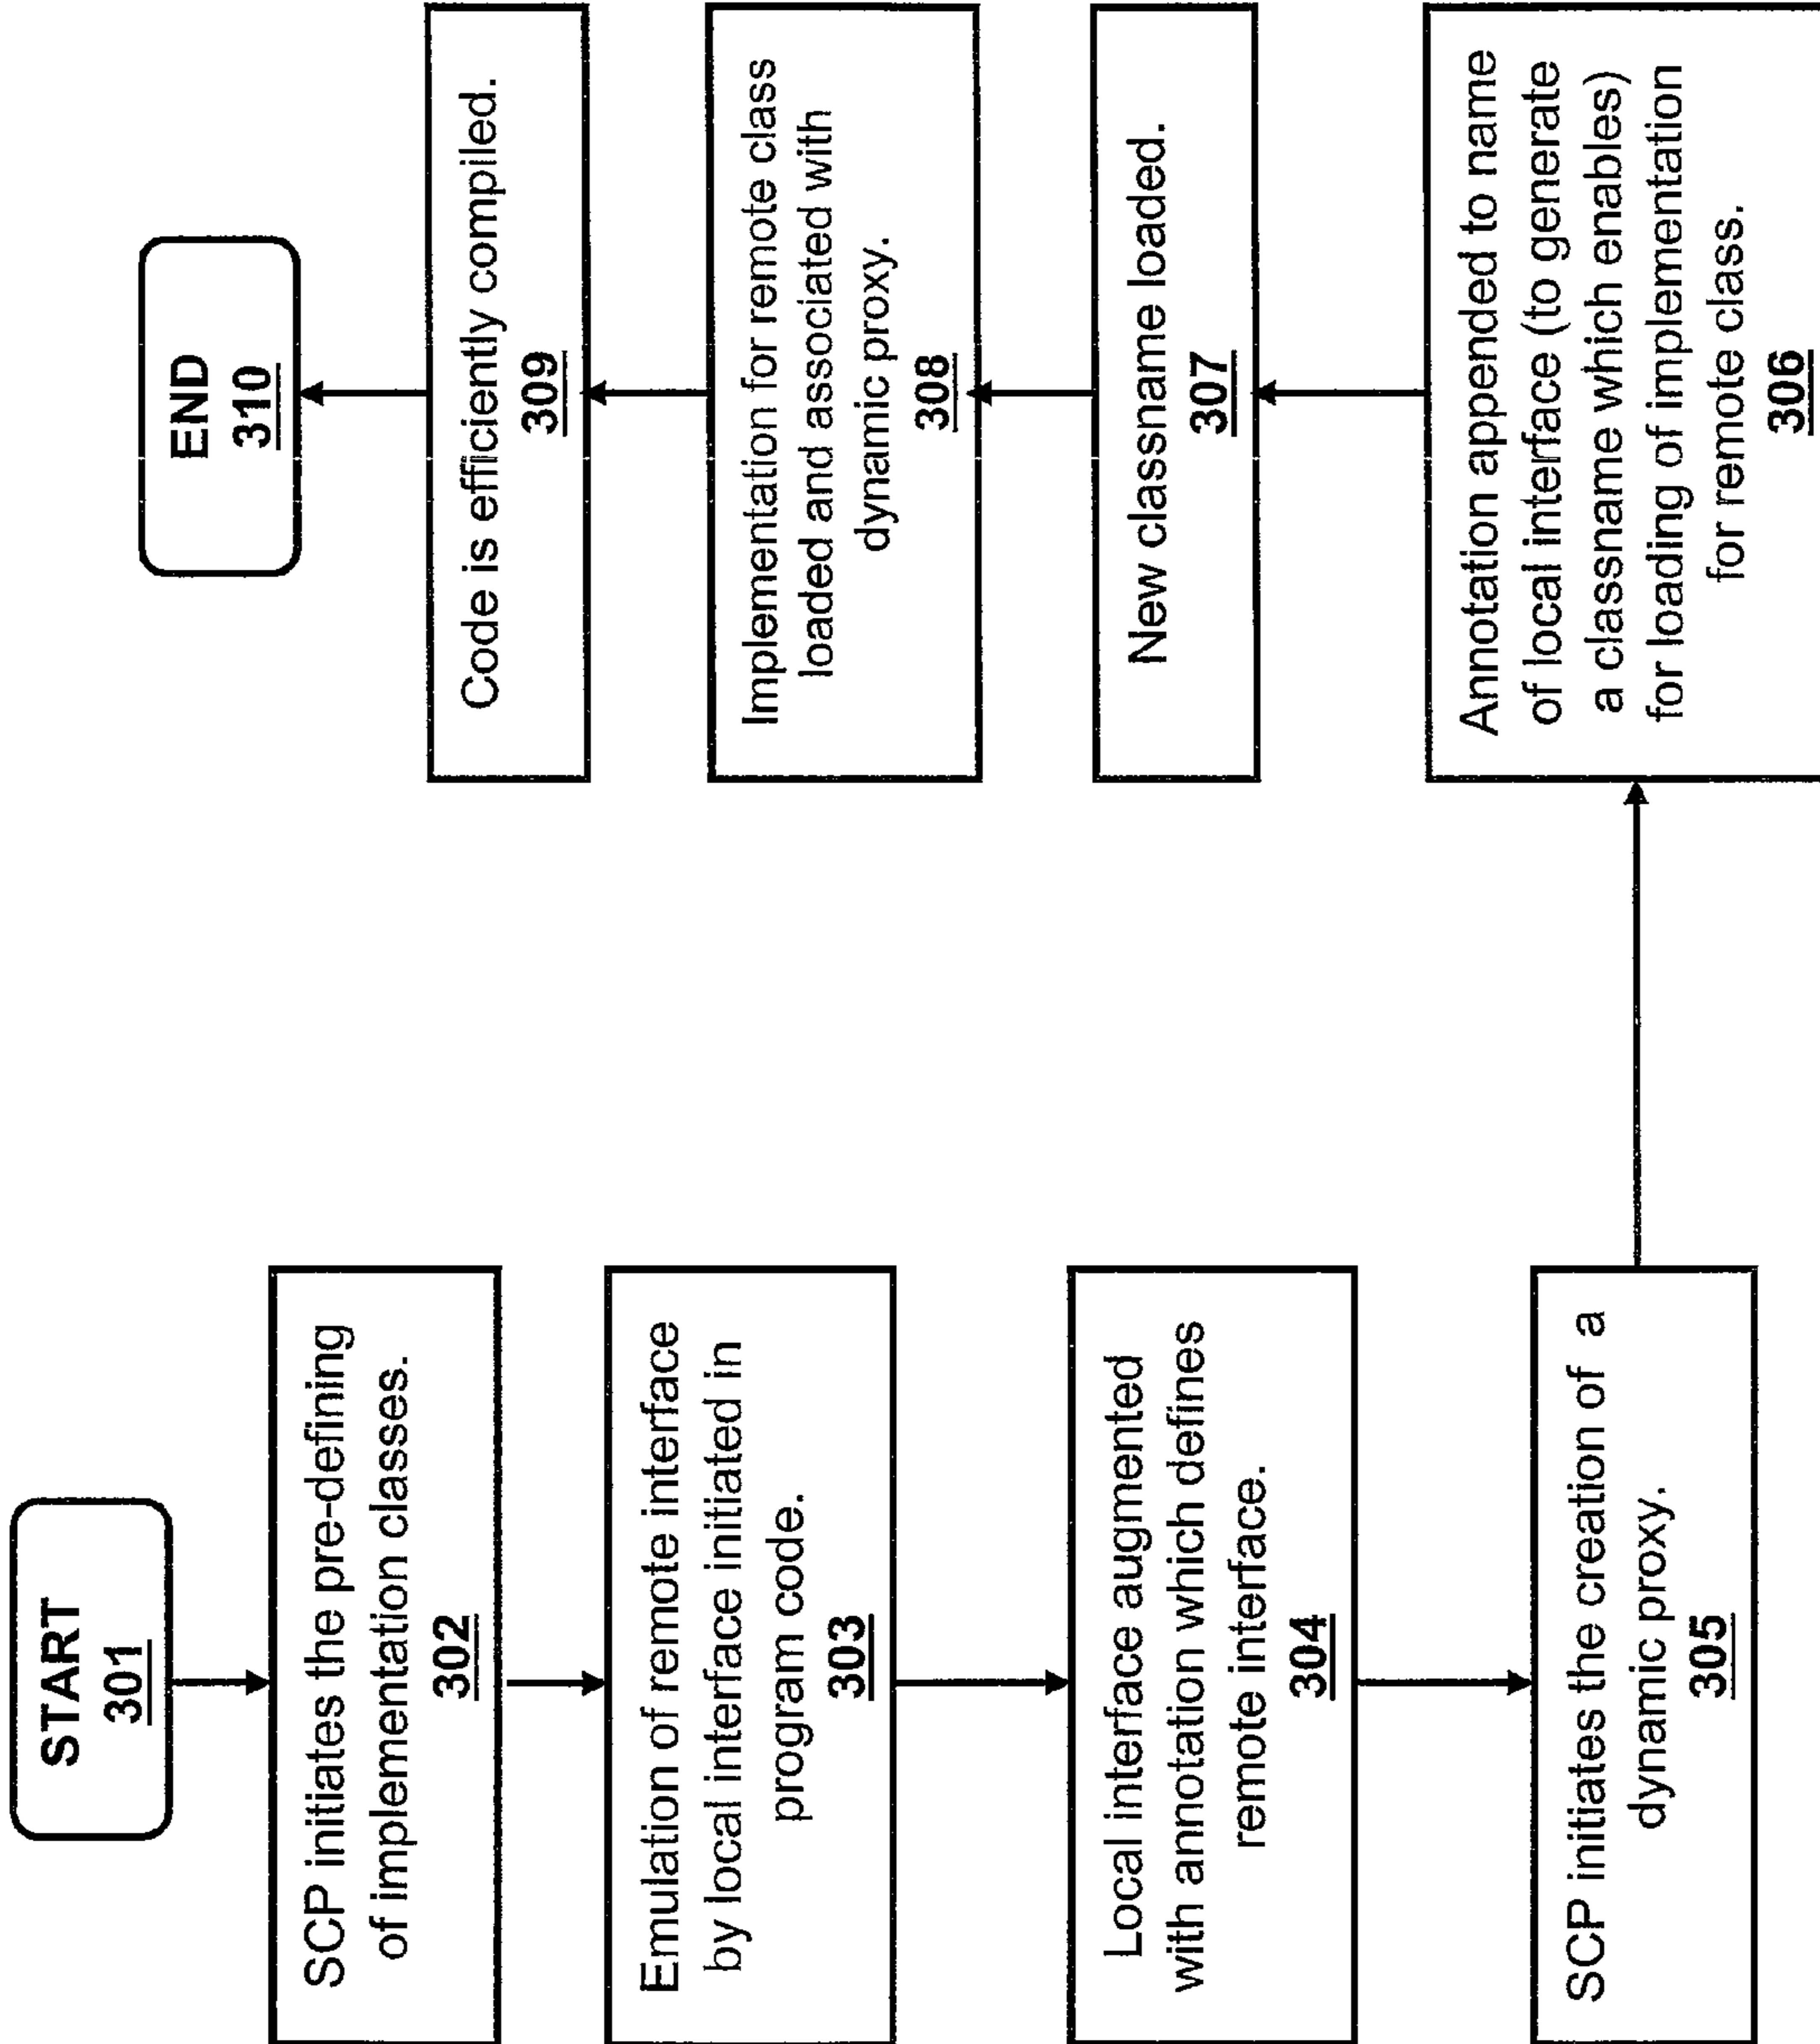 START
301
SCP initiates the pre-defining
of implementation classes.
302
Emulation of remote interface
by local interface initiated in
program code.
303
Local interface augmented
with annotation which defines
remote interface.
304
SCP initiates the creation of a
dynamic proxy.
305
Annotation appended to name
of local interface (to generate
a classname which enables)
for loading of implementation
for remote class.
306
New classname loaded.
307
Implementation for remote class
loaded and associated with
dynamic proxy.
308
Code is efficiently compiled.
309
END
310